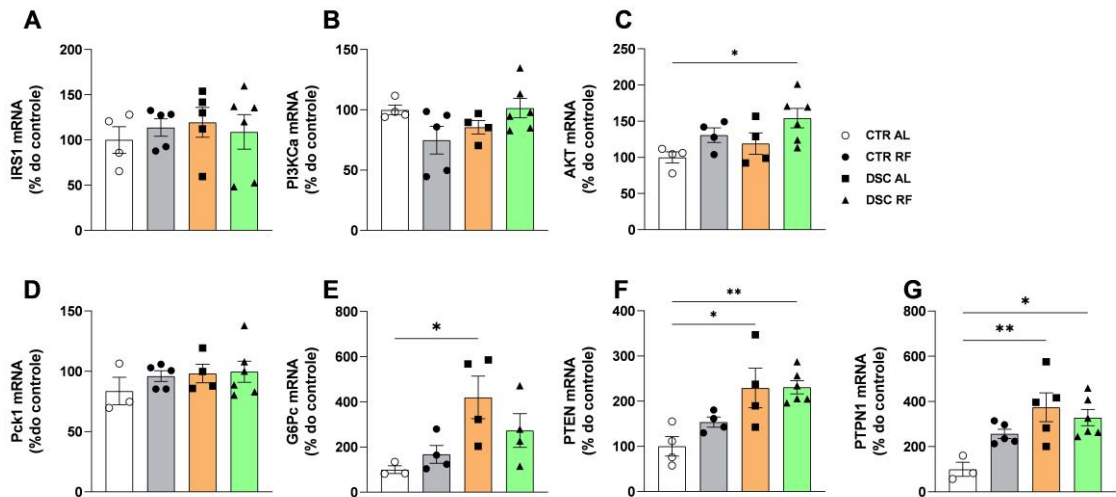 A
IRS1 mRNA
(% do controle)
200
150
100
50
0
B
PI3KCa mRNA
(% do controle)
150
100
50
0
C
AKT mRNA
(% do controle)
250
200
150
100
50
0
*
CTR AL
CTR RF
DSC AL
DSC RF
D
Pck1 mRNA
(%do controle)
150
100
50
0
E
G6Pc mRNA
(% do controle)
800
600
400
200
0
*
F
PTEN mRNA
(% do controle)
400
300
200
100
0
**
*
G
PTPN1 mRNA
(% do controle)
800
600
400
200
0
*
**